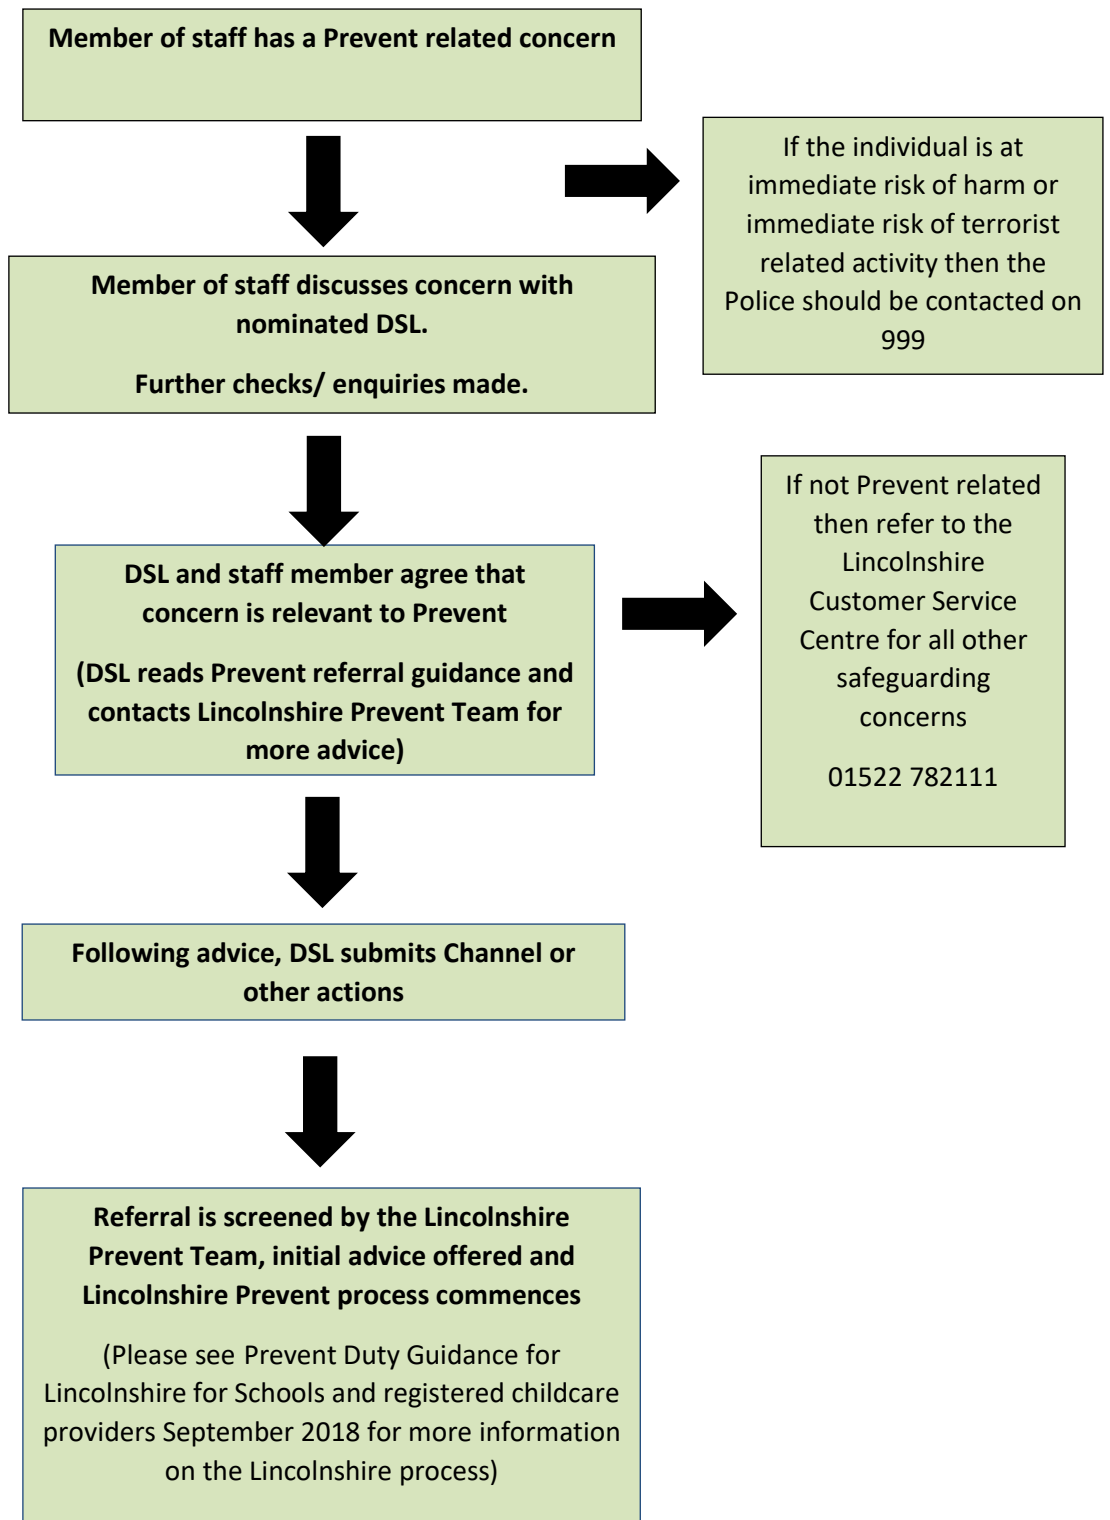 Member of staff has a Prevent related concern
If the individual is at
immediate risk of harm or
immediate risk of terrorist
related activity then the
Police should be contacted on
999
Member of staff discusses concern with
nominated DSL.
Further checks/ enquiries made.
DSL and staff member agree that
concern is relevant to Prevent
(DSL reads Prevent referral guidance and
contacts Lincolnshire Prevent Team for
more advice)
If not Prevent related
then refer to the
Lincolnshire
Customer Service
Centre for all other
safeguarding
concerns
01522 782111
Following advice, DSL submits Channel or
other actions
Referral is screened by the Lincolnshire
Prevent Team, initial advice offered and
Lincolnshire Prevent process commences
(Please see Prevent Duty Guidance for
Lincolnshire for Schools and registered childcare
providers September 2018 for more information
on the Lincolnshire process)